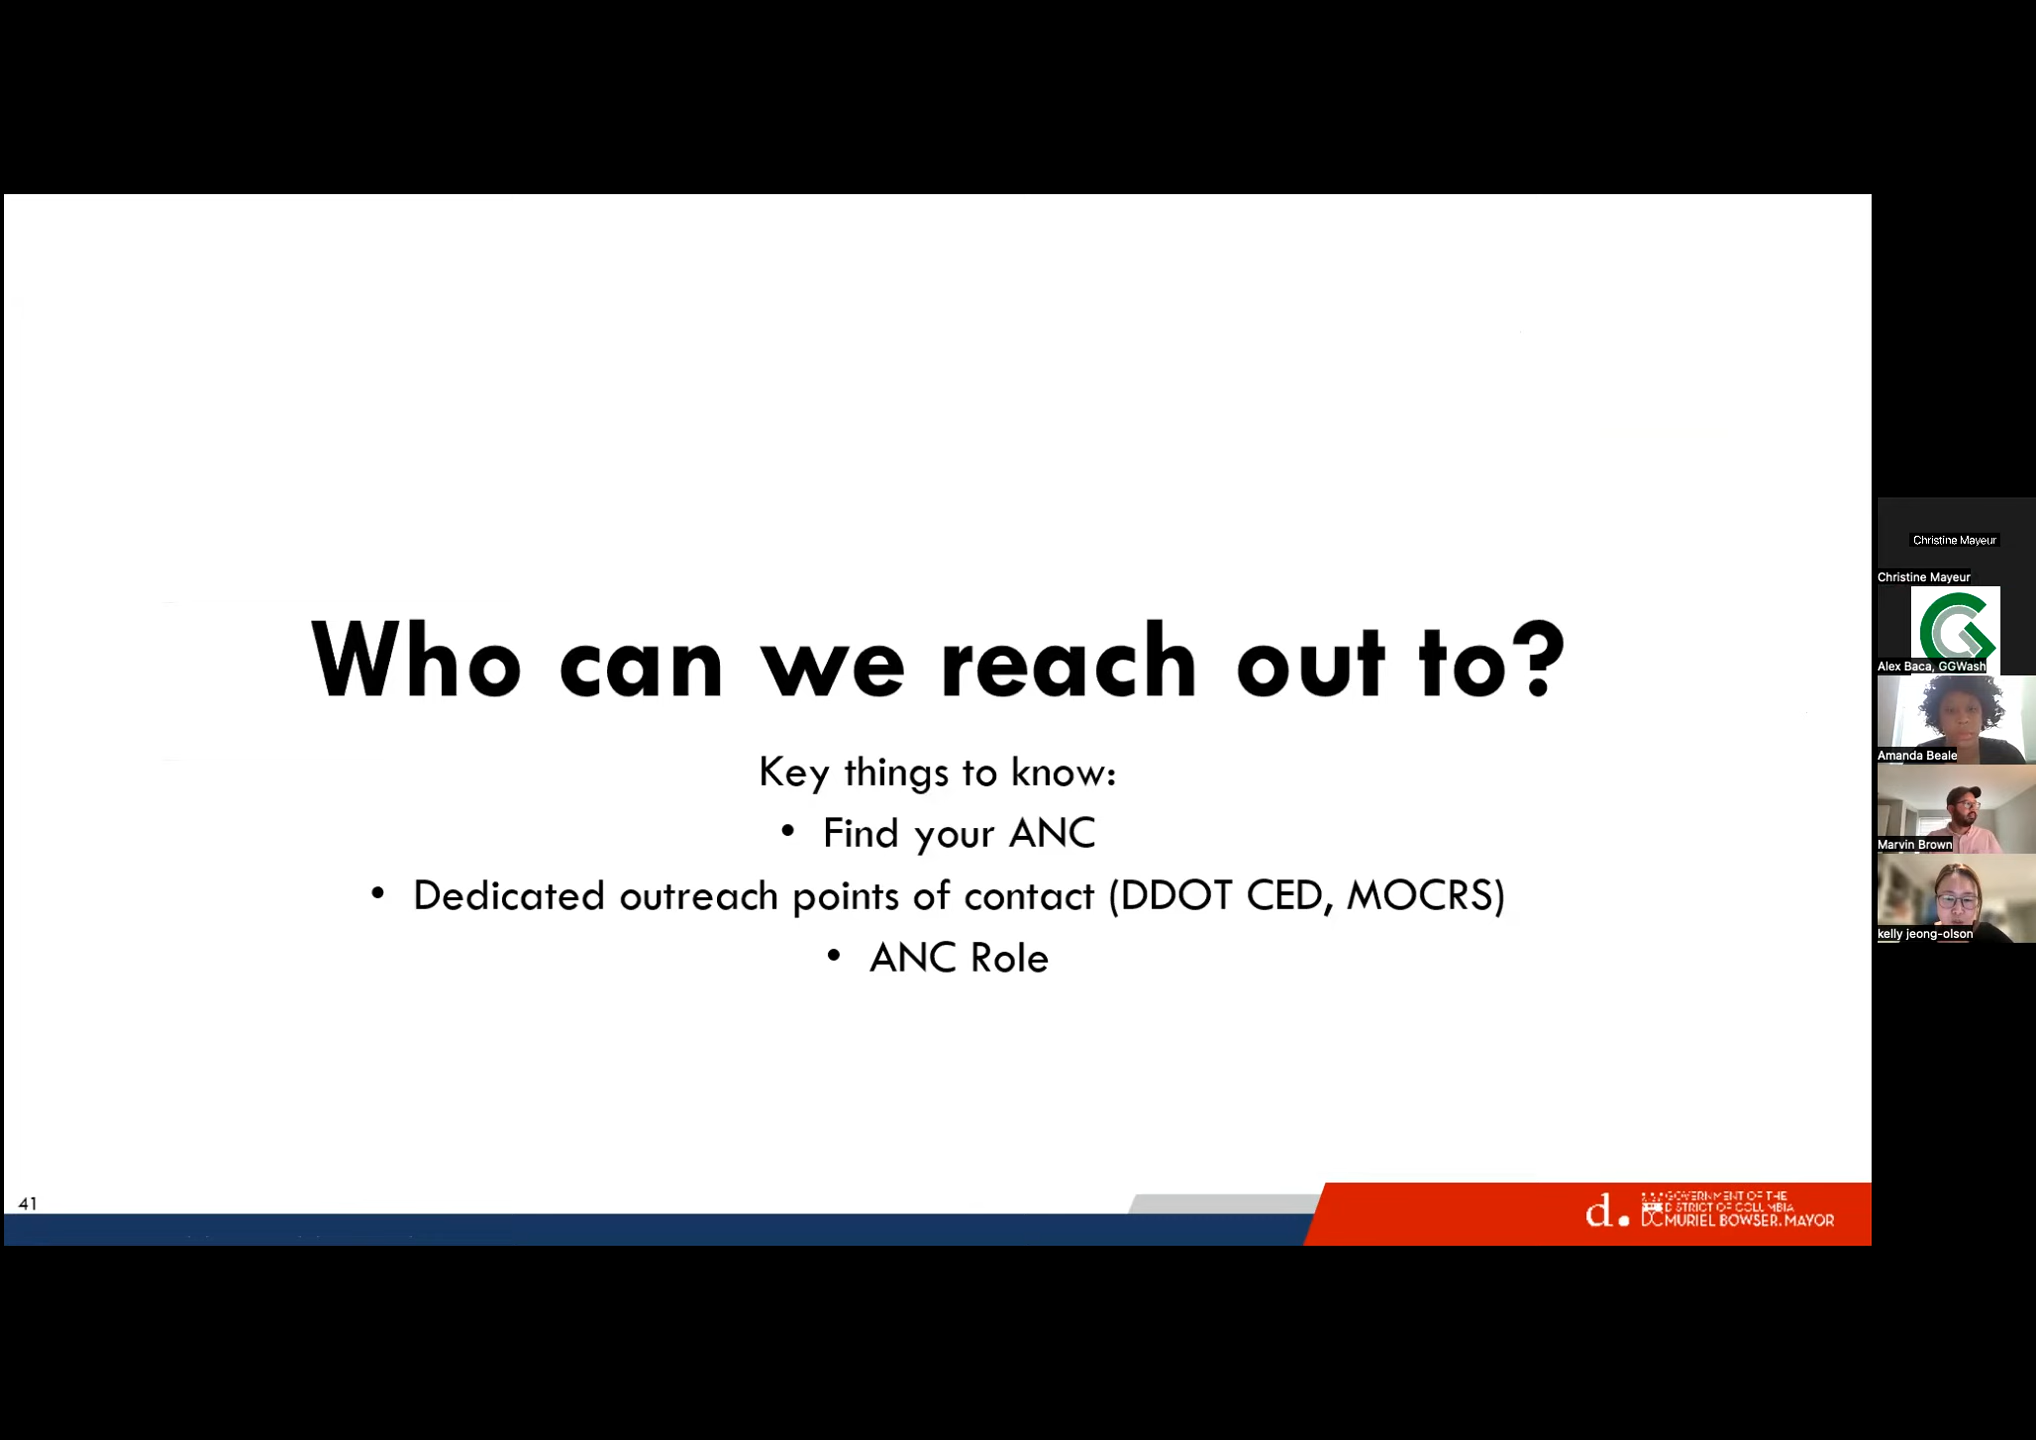 Who can we reach out to?
Key things to know:
• Find your ANC
• Dedicated outreach points of contact (DDOT CED, MOCRS)
• ANC Role
41
d.
GOVERNMENT OF THE
DISTRICT OF COLUMBIA
DC MURIEL BOWSER, MAYOR
Christine Mayeur
Christine Mayeur
Alex Baca, GGWash
Amanda Beale
Marvin Brown
kelly jeong-olson